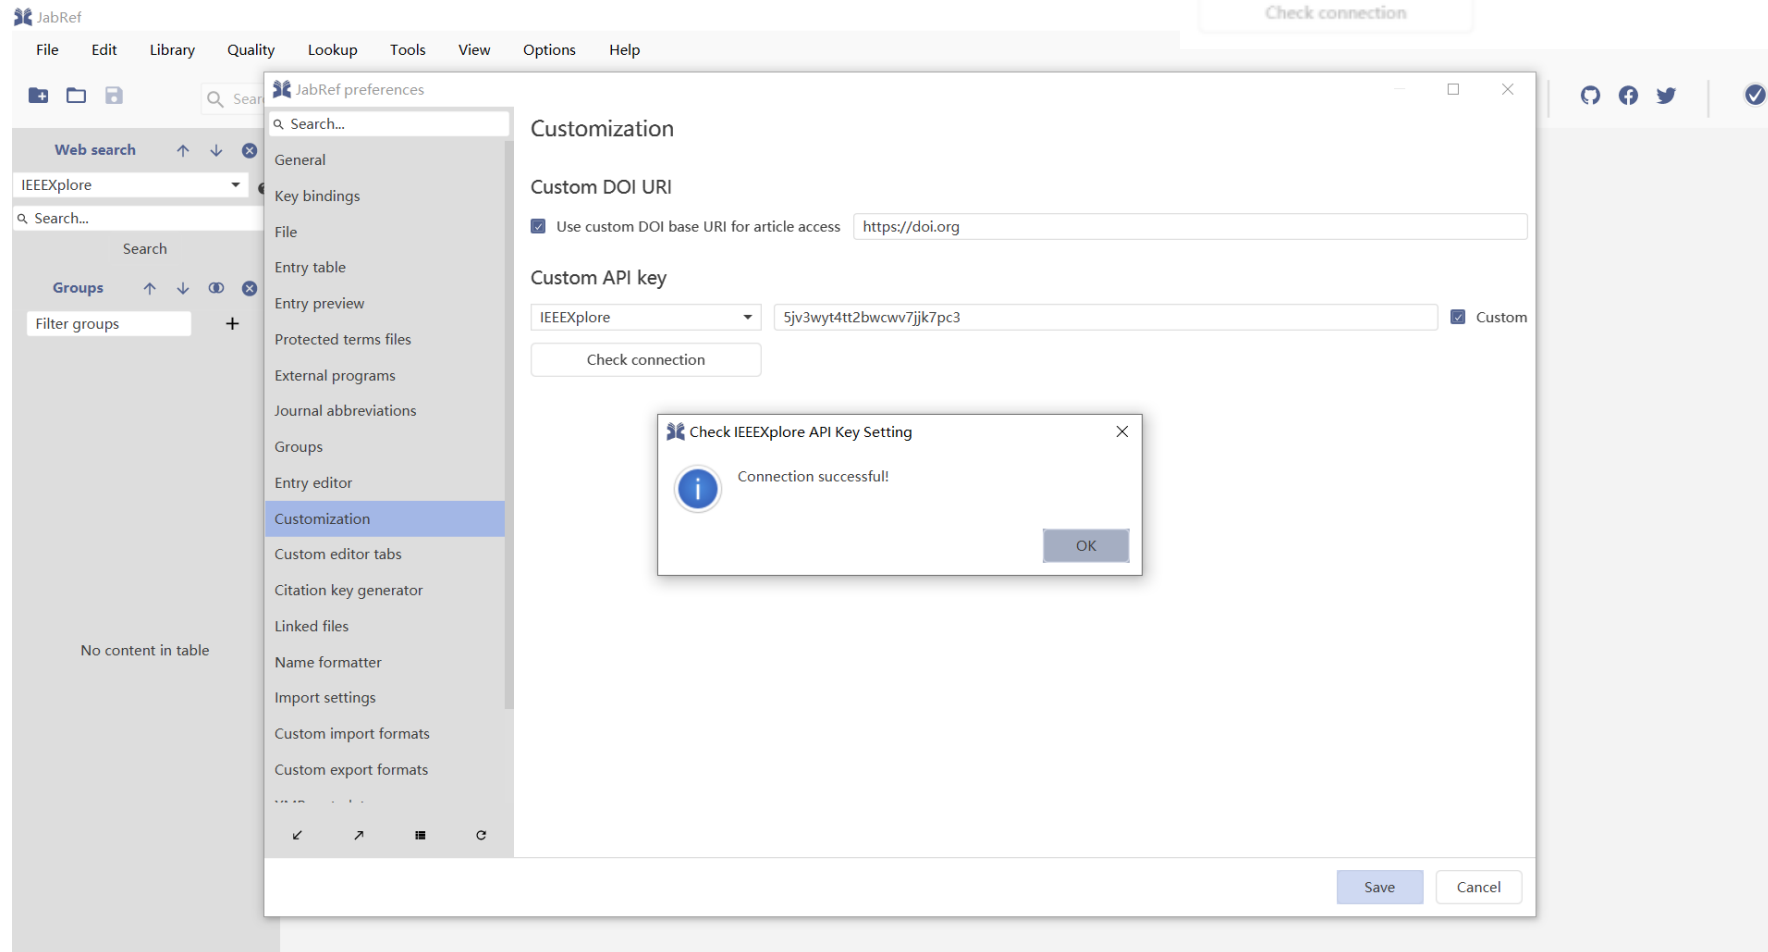 JabRef
Check connection
File Edit Library Quality Lookup Tools View Options Help
JabRef preferences
Search...
Web search
IEEEXplore
Search...
Search
Groups
Filter groups
No content in table
General
Key bindings
File
Entry table
Entry preview
Protected terms files
External programs
Journal abbreviations
Groups
Entry editor
Customization
Custom editor tabs
Citation key generator
Linked files
Name formatter
Import settings
Custom import formats
Custom export formats
Customization
Custom DOI URI
Use custom DOI base URI for article access https://doi.org
Custom API key
IEEEXplore 5jv3wyt4tt2bwcwv7jjk7pc3 Custom
Check connection
Check IEEEXplore API Key Setting
Connection successful!
OK
Save Cancel